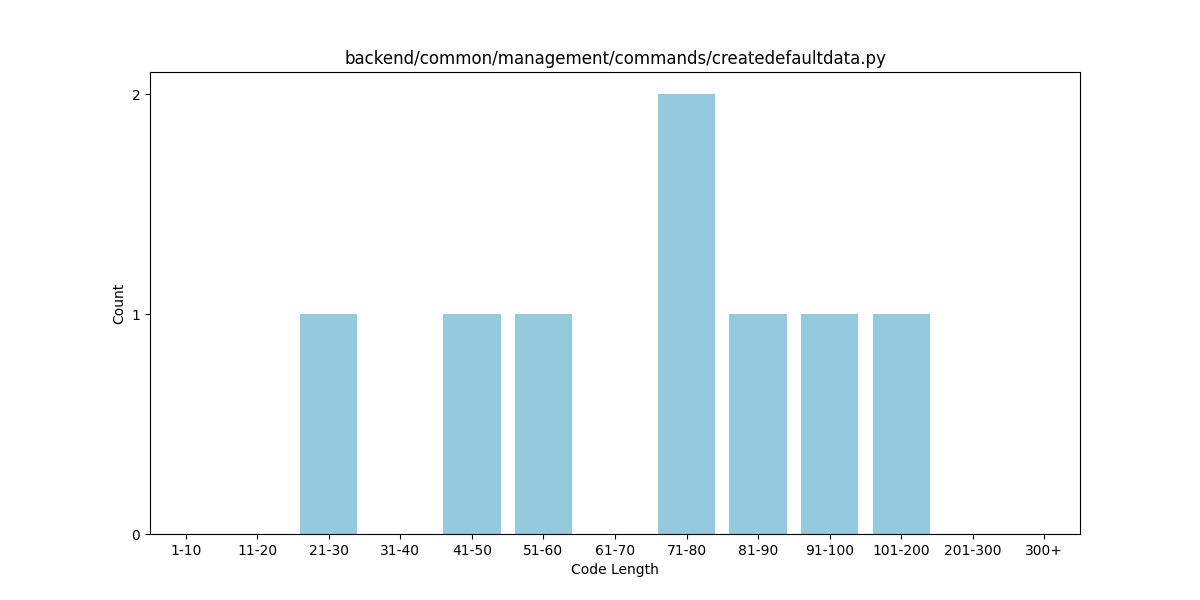 backend/common/management/commands/createdefaultdata.py
2
1
0
Count
1-10 11-20 21-30 31-40 41-50 51-60 61-70 71-80 81-90 91-100 101-200 201-300 300+
Code Length